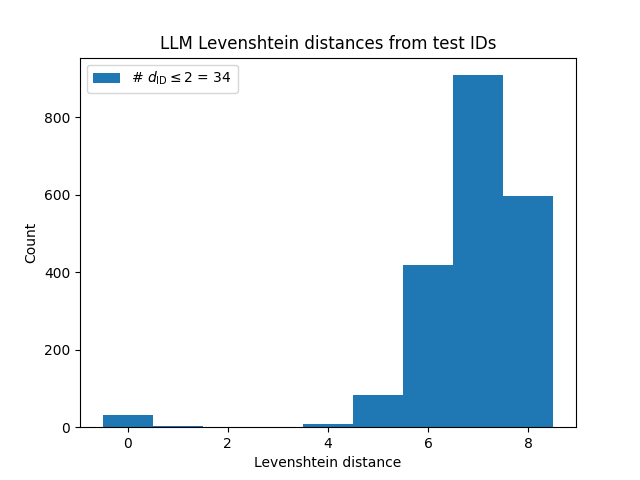 LLM Levenshtein distances from test IDs
# d_ID ≤ 2 = 34
800
600
400
200
0
Count
0 2 4 6 8
Levenshtein distance